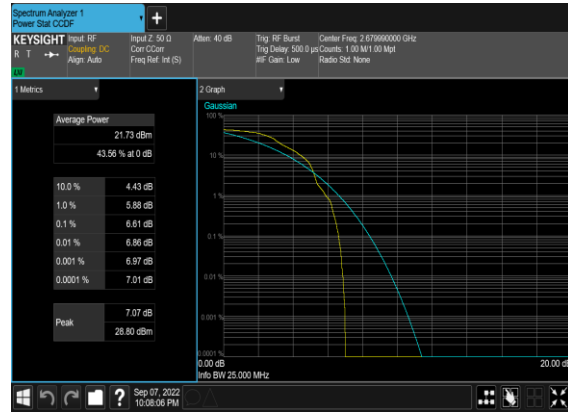 Spectrum Analyzer 1
Power Stat CCDF
+
KEYSIGHT
R T
LV
Input: RF
Coupling: DC
Align: Auto
Input Z: 50 Ω
Corr CCorr
Freq Ref: Int (S)
Atten: 40 dB
Trig: RF Burst
Trig Delay: 500.0 µs
#IF Gain: Low
Center Freq: 2.679990000 GHz
Counts: 1.00 M/1.00 Mpt
Radio Std: None
1 Metrics
Average Power
21.73 dBm
43.56 % at 0 dB
10.0 % 4.43 dB
1.0 % 5.88 dB
0.1 % 6.61 dB
0.01 % 6.86 dB
0.001 % 6.97 dB
0.0001 % 7.01 dB
Peak
7.07 dB
28.80 dBm
2 Graph
Gaussian
100 %
10 %
1 %
0.1 %
0.01 %
0.001 %
0.0001 %
0.00 dB
20.00 dB
Info BW 25.000 MHz
?
Sep 07, 2022
10:08:06 PM